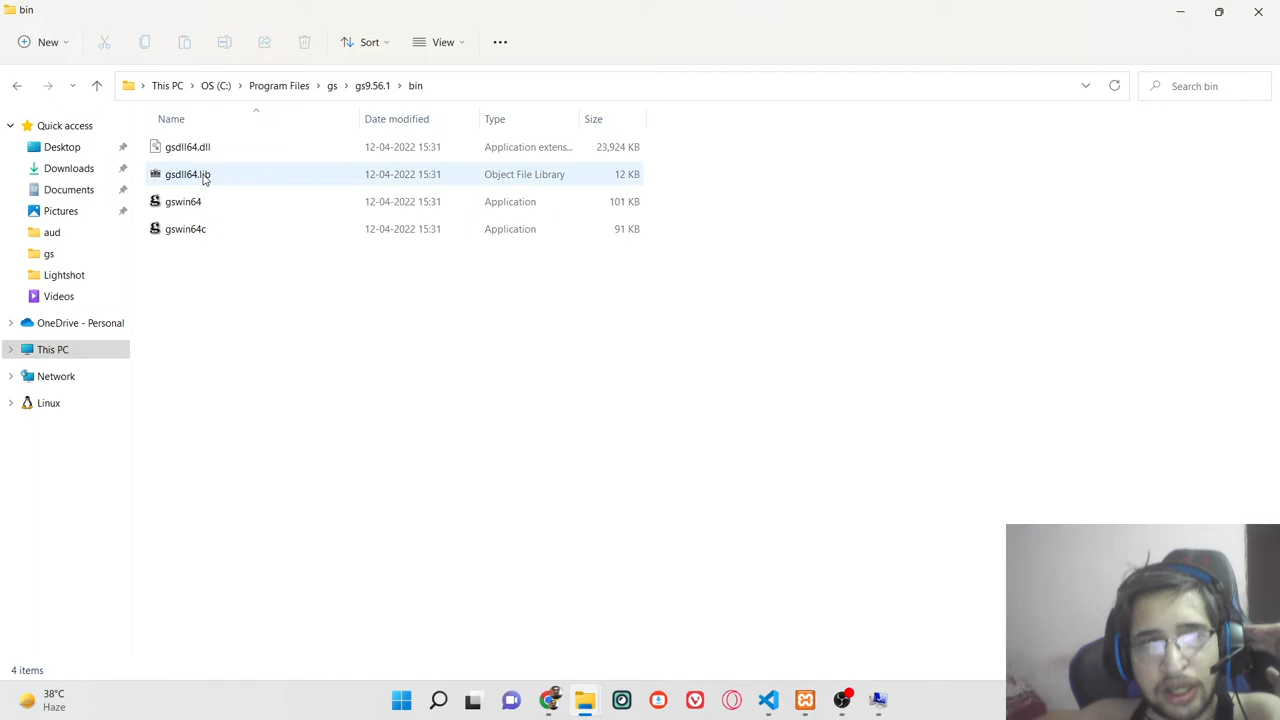 bin
New
Sort
View
This PC > OS (C:) > Program Files > gs > gs9.56.1 > bin
Search bin
Name Date modified Type Size
Quick access
Desktop
Downloads
Documents
Pictures
aud
gs
Lightshot
Videos
OneDrive - Personal
This PC
Network
Linux
gsdll64.dll 12-04-2022 15:31 Application extens... 23,924 KB
gsdll64.lib 12-04-2022 15:31 Object File Library 12 KB
gswin64 12-04-2022 15:31 Application 101 KB
gswin64c 12-04-2022 15:31 Application 91 KB
4 items
38°C
Haze